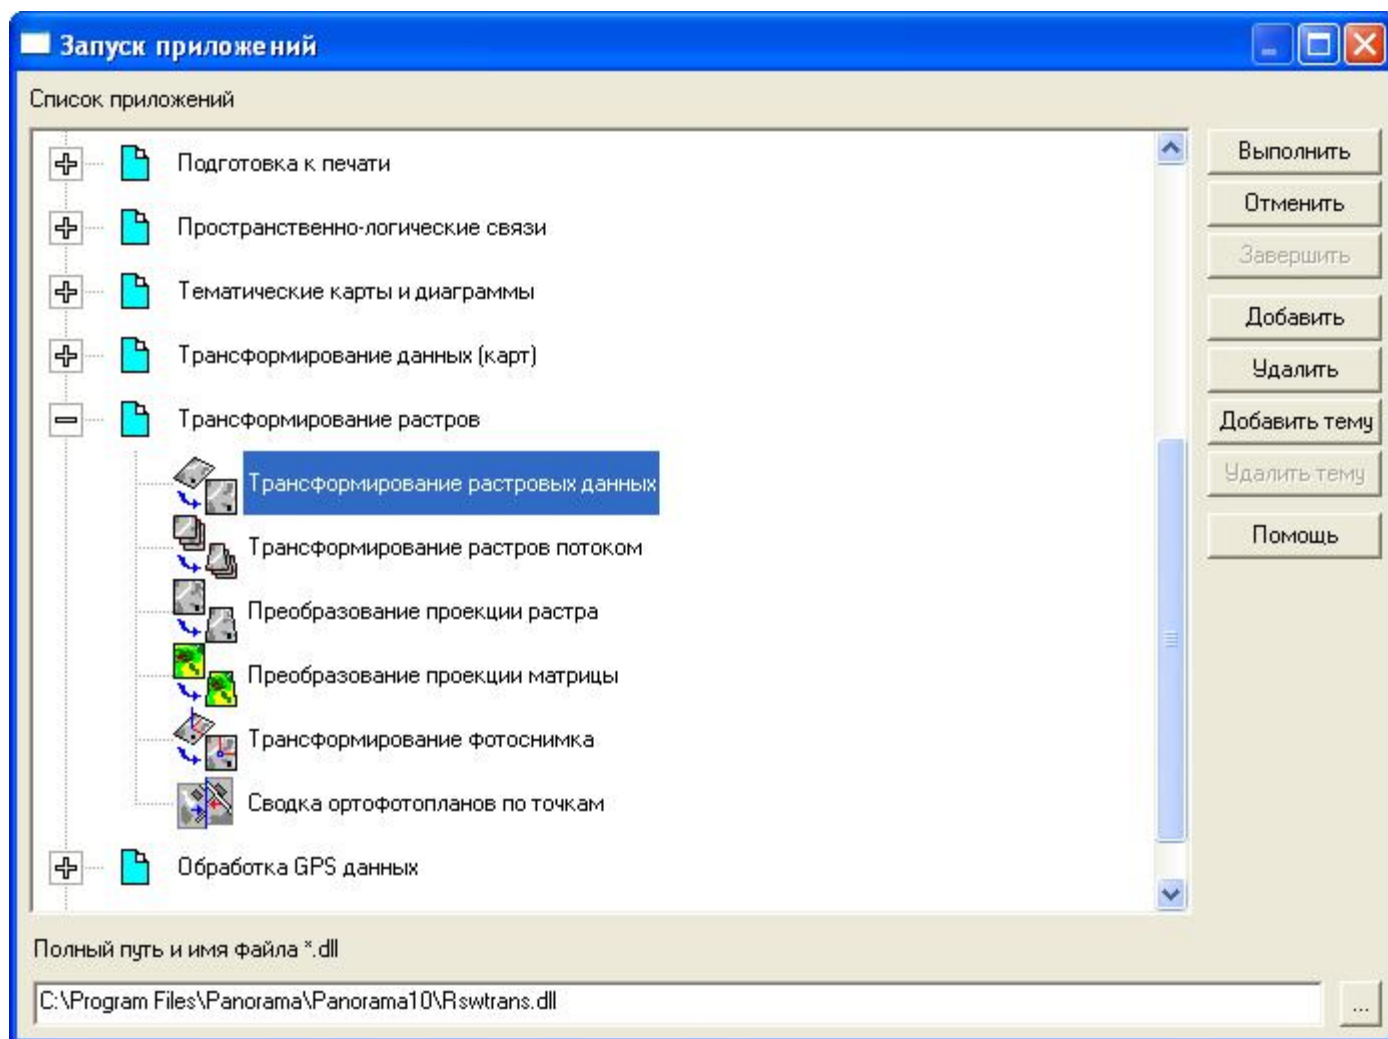 Запуск приложений
Список приложений
Подготовка к печати
Пространственно-логические связи
Тематические карты и диаграммы
Трансформирование данных (карт)
Трансформирование растров
Трансформирование растровых данных
Трансформирование растров потоком
Преобразование проекции растра
Преобразование проекции матрицы
Трансформирование фотоснимка
Сводка ортофотопланов по точкам
Обработка GPS данных
Выполнить
Отменить
Завершить
Добавить
Удалить
Добавить тему
Удалить тему
Помощь
Полный путь и имя файла *.dll
C:\Program Files\Panorama\Panorama10\Rswtrans.dll
...